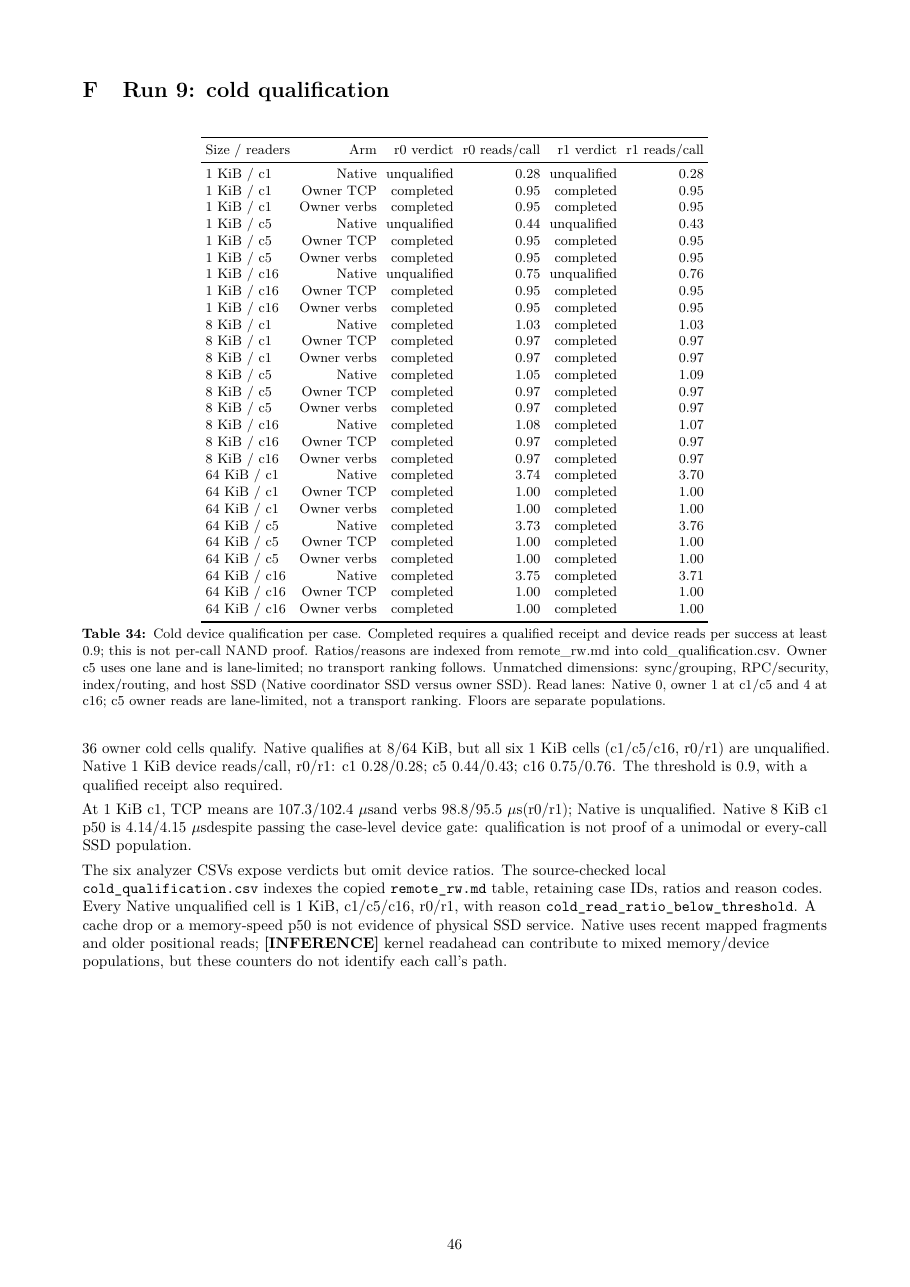 F Run 9: cold qualification
Size / readers Arm r0 verdict r0 reads/call r1 verdict r1 reads/call
1 KiB / c1 Native unqualified 0.28 unqualified 0.28
1 KiB / c1 Owner TCP completed 0.95 completed 0.95
1 KiB / c1 Owner verbs completed 0.95 completed 0.95
1 KiB / c5 Native unqualified 0.44 unqualified 0.43
1 KiB / c5 Owner TCP completed 0.95 completed 0.95
1 KiB / c5 Owner verbs completed 0.95 completed 0.95
1 KiB / c16 Native unqualified 0.75 unqualified 0.76
1 KiB / c16 Owner TCP completed 0.95 completed 0.95
1 KiB / c16 Owner verbs completed 0.95 completed 0.95
8 KiB / c1 Native completed 1.03 completed 1.03
8 KiB / c1 Owner TCP completed 0.97 completed 0.97
8 KiB / c1 Owner verbs completed 0.97 completed 0.97
8 KiB / c5 Native completed 1.05 completed 1.09
8 KiB / c5 Owner TCP completed 0.97 completed 0.97
8 KiB / c5 Owner verbs completed 0.97 completed 0.97
8 KiB / c16 Native completed 1.08 completed 1.07
8 KiB / c16 Owner TCP completed 0.97 completed 0.97
8 KiB / c16 Owner verbs completed 0.97 completed 0.97
64 KiB / c1 Native completed 3.74 completed 3.70
64 KiB / c1 Owner TCP completed 1.00 completed 1.00
64 KiB / c1 Owner verbs completed 1.00 completed 1.00
64 KiB / c5 Native completed 3.73 completed 3.76
64 KiB / c5 Owner TCP completed 1.00 completed 1.00
64 KiB / c5 Owner verbs completed 1.00 completed 1.00
64 KiB / c16 Native completed 3.75 completed 3.71
64 KiB / c16 Owner TCP completed 1.00 completed 1.00
64 KiB / c16 Owner verbs completed 1.00 completed 1.00
Table 34: Cold device qualification per case. Completed requires a qualified receipt and device reads per success at least
0.9; this is not per-call NAND proof. Ratios/reasons are indexed from remote_rw.md into cold_qualification.csv. Owner
c5 uses one lane and is lane-limited; no transport ranking follows. Unmatched dimensions: sync/grouping, RPC/security,
index/routing, and host SSD (Native coordinator SSD versus owner SSD). Read lanes: Native 0, owner 1 at c1/c5 and 4 at
c16; c5 owner reads are lane-limited, not a transport ranking. Floors are separate populations.
36 owner cold cells qualify. Native qualifies at 8/64 KiB, but all six 1 KiB cells (c1/c5/c16, r0/r1) are unqualified.
Native 1 KiB device reads/call, r0/r1: c1 0.28/0.28; c5 0.44/0.43; c16 0.75/0.76. The threshold is 0.9, with a
qualified receipt also required.
At 1 KiB c1, TCP means are 107.3/102.4 μsand verbs 98.8/95.5 μs(r0/r1); Native is unqualified. Native 8 KiB c1
p50 is 4.14/4.15 μsdespite passing the case-level device gate: qualification is not proof of a unimodal or every-call
SSD population.
The six analyzer CSVs expose verdicts but omit device ratios. The source-checked local
cold_qualification.csv indexes the copied remote_rw.md table, retaining case IDs, ratios and reason codes.
Every Native unqualified cell is 1 KiB, c1/c5/c16, r0/r1, with reason cold_read_ratio_below_threshold. A
cache drop or a memory-speed p50 is not evidence of physical SSD service. Native uses recent mapped fragments
and older positional reads; [INFERENCE] kernel readahead can contribute to mixed memory/device
populations, but these counters do not identify each call's path.
46